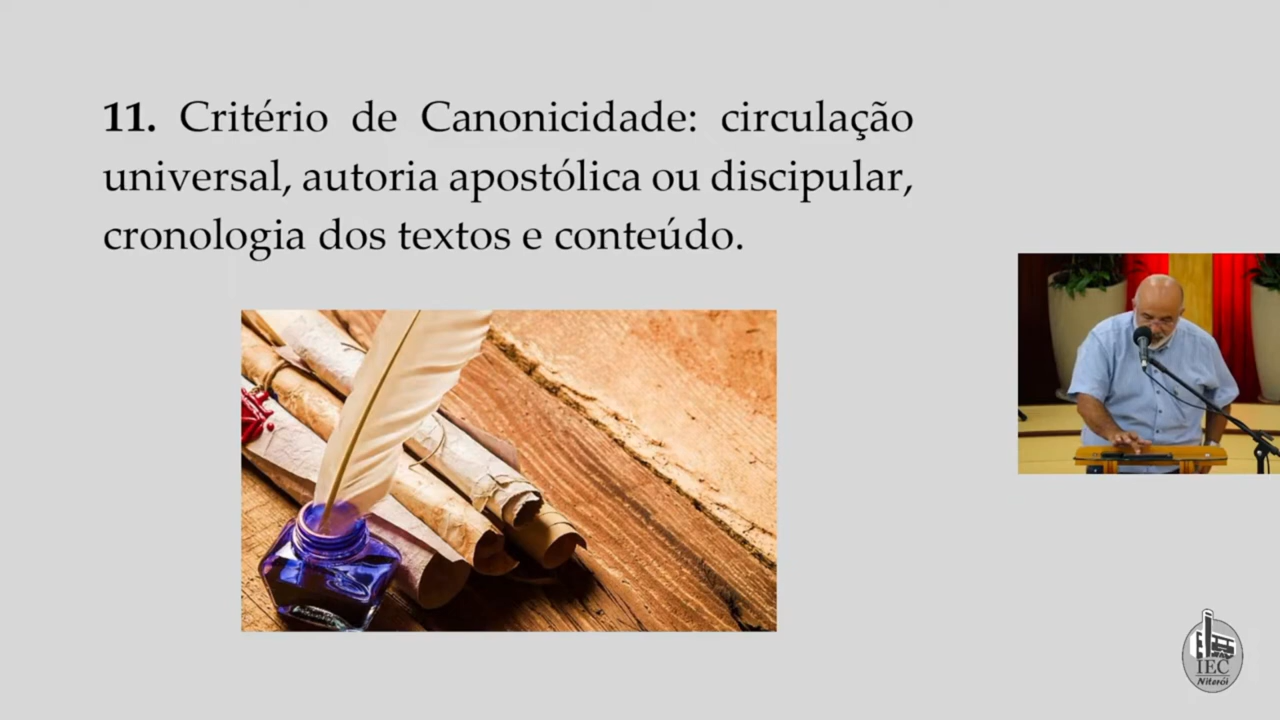 11. Critério de Canonicidade: circulação
universal, autoria apostólica ou discipular,
cronologia dos textos e conteúdo.
IEC
Niterói